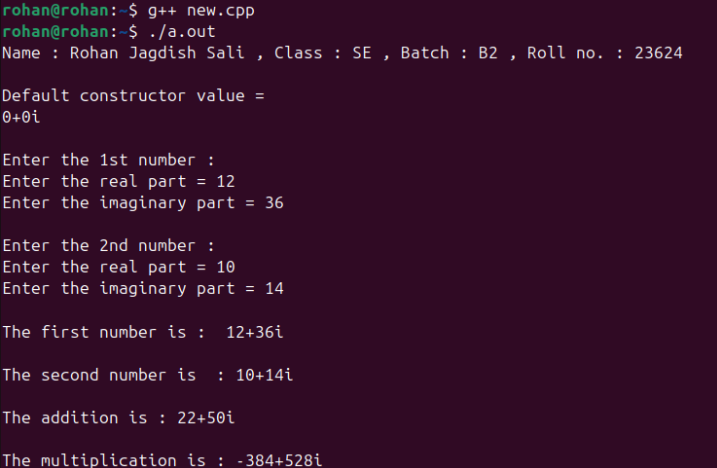 rohan@rohan:~$ g++ new.cpp
rohan@rohan:~$ ./a.out
Name : Rohan Jagdish Sali , Class : SE , Batch : B2 , Roll no. : 23624
Default constructor value =
0+0i
Enter the 1st number :
Enter the real part = 12
Enter the imaginary part = 36
Enter the 2nd number :
Enter the real part = 10
Enter the imaginary part = 14
The first number is :  12+36i
The second number is  : 10+14i
The addition is : 22+50i
The multiplication is : -384+528i